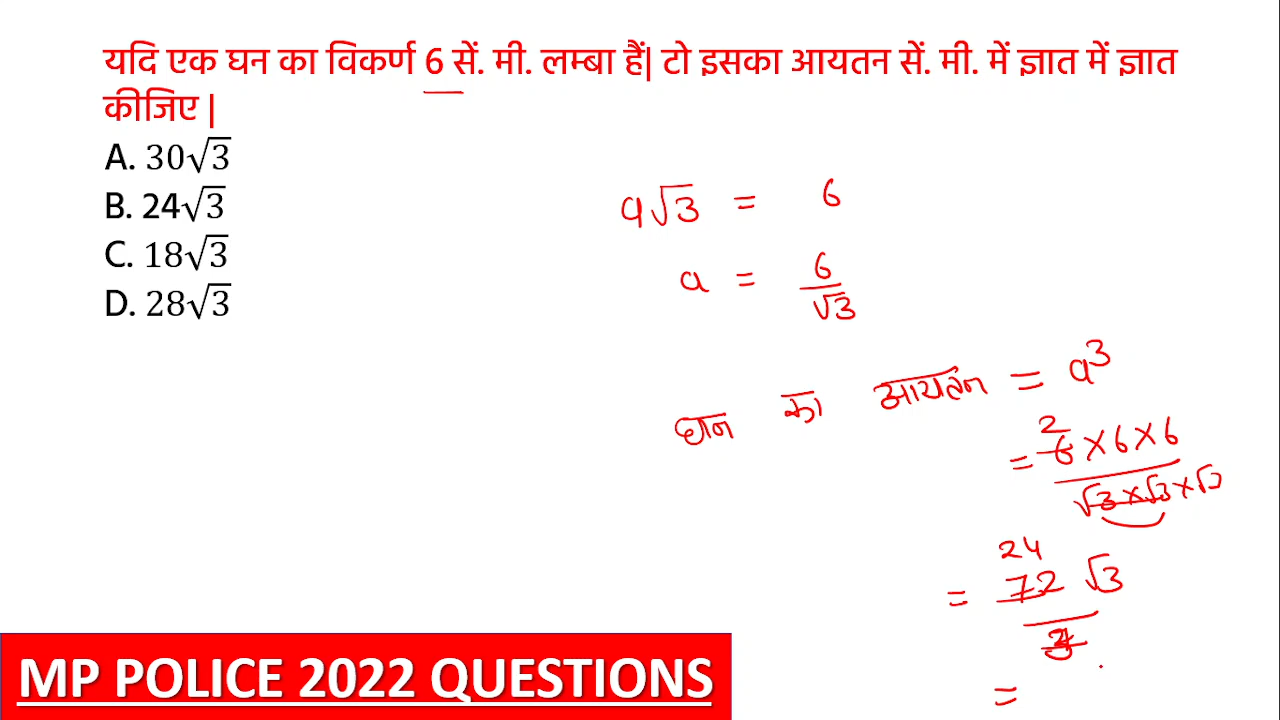 यदि एक घन का विकर्ण 6 सें. मी. लम्बा हैं| टो इसका आयतन सें. मी. में ज्ञात में ज्ञात
कीजिए |
A. 30√3
B. 24√3
C. 18√3
D. 28√3
a√3 = 6
a = 6/√3
घन का आयतन = a³
2
= 6×6×6
√3×√3×√3
24
= 72 √3
3
=
MP POLICE 2022 QUESTIONS